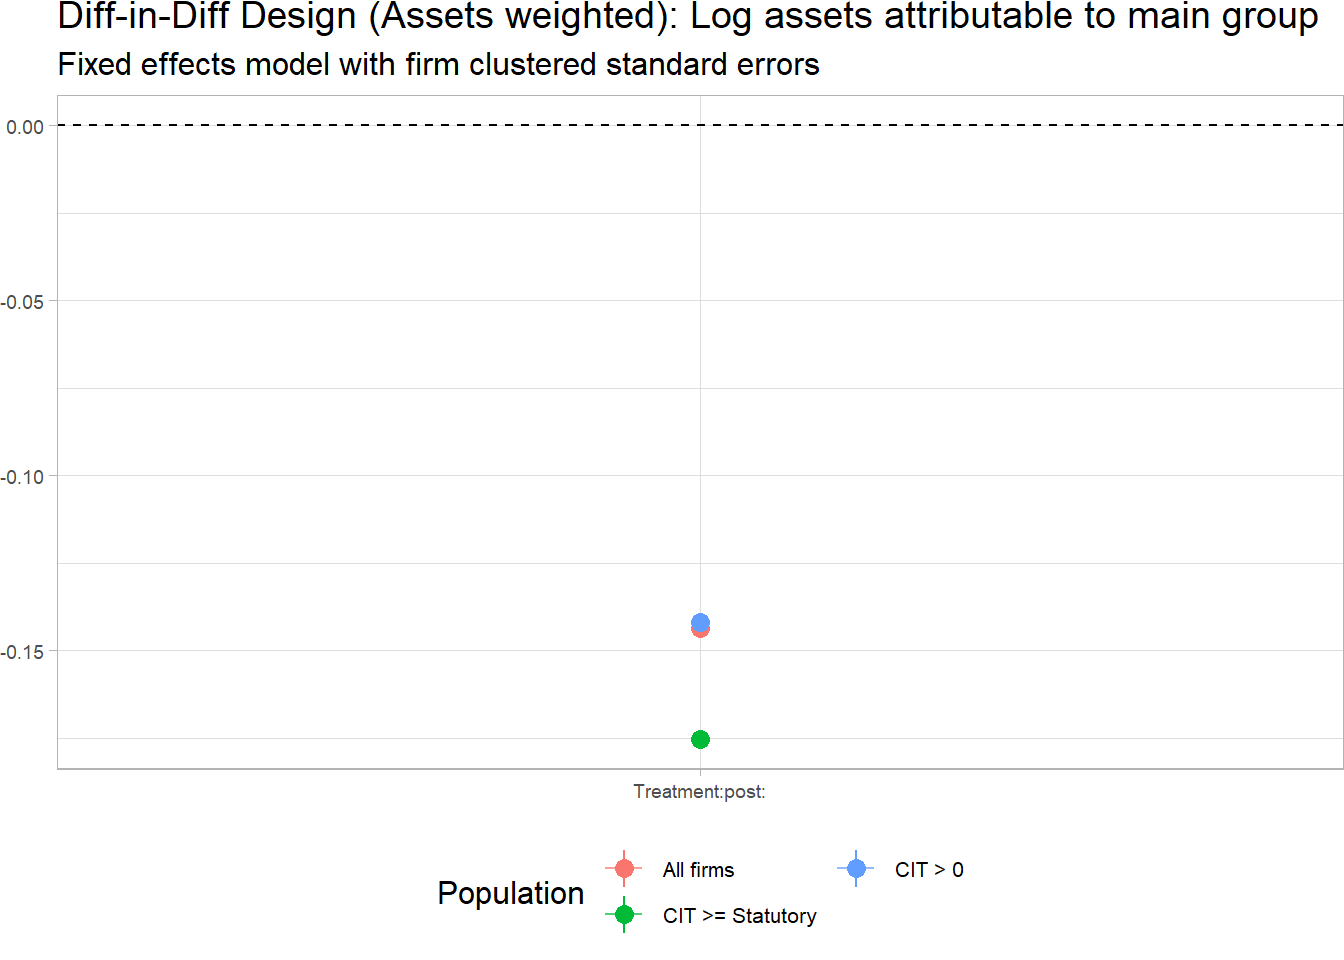 Diff-in-Diff Design (Assets weighted): Log assets attributable to main group
Fixed effects model with firm clustered standard errors
0.00
-0.05
-0.10
-0.15
Treatment:post:
Population
All firms
CIT > 0
CIT >= Statutory